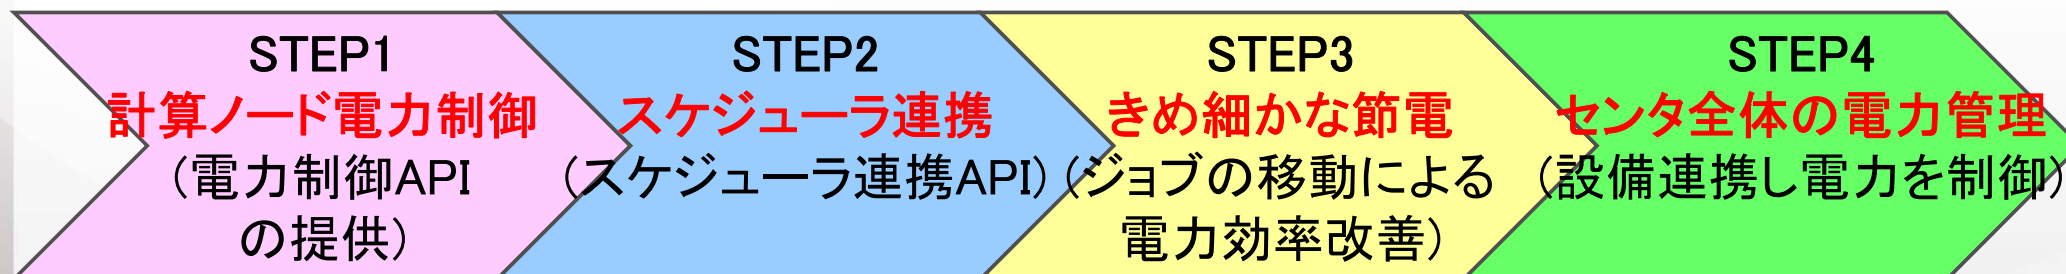 STEP1
計算ノード電力制御
(電力制御API
の提供)
STEP2
スケジューラ連携
(スケジューラ連携API)
STEP3
きめ細かな節電
(ジョブの移動による
電力効率改善)
STEP4
センタ全体の電力管理
(設備連携し電力を制御)